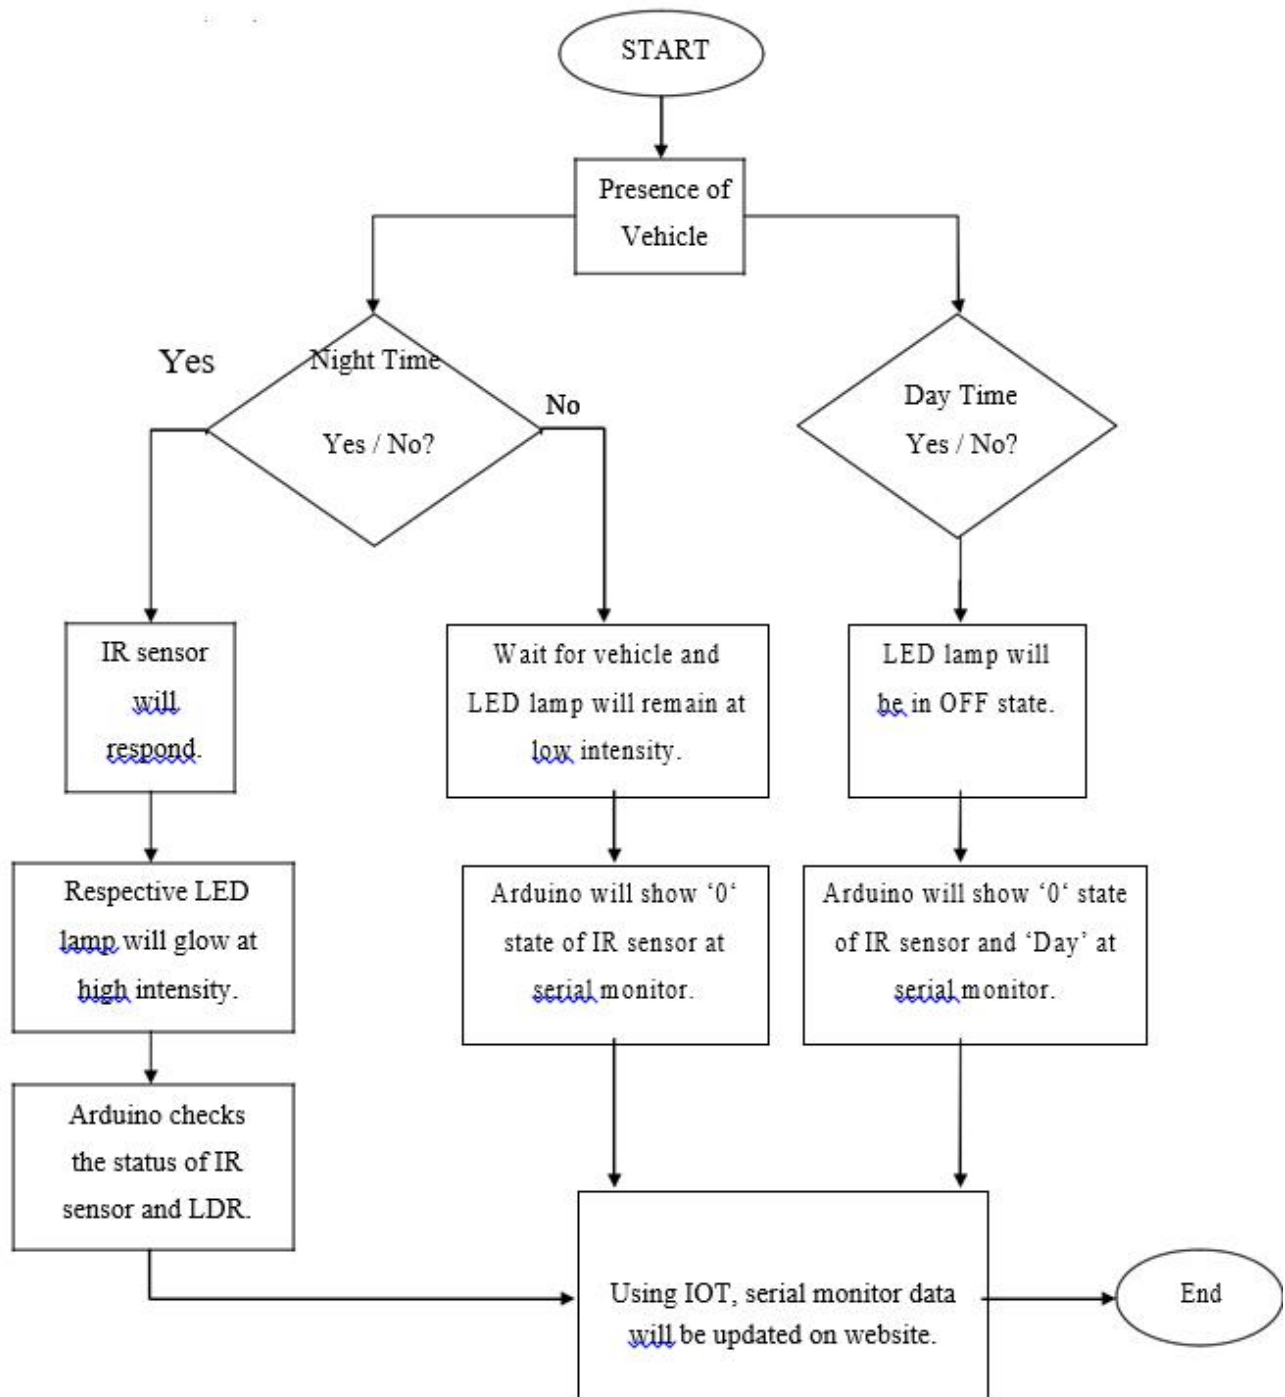 START
Presence of
Vehicle
Yes
Night Time
Yes / No?
No
Day Time
Yes / No?
IR sensor
will
respond.
Wait for vehicle and
LED lamp will remain at
low intensity.
LED lamp will
be in OFF state.
Respective LED
lamp will glow at
high intensity.
Arduino will show ‘0‘
state of IR sensor at
serial monitor.
Arduino will show ‘0‘ state
of IR sensor and ‘Day’ at
serial monitor.
Arduino checks
the status of IR
sensor and LDR.
Using IOT, serial monitor data
will be updated on website.
End